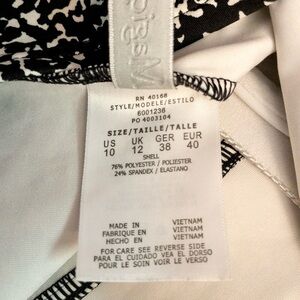 RN 40168
STYLE/MODELE/ESTILO
6001236
PO 4003104
SIZE/TAILLE/TALLE
US UK GER EUR
10 12 38 40
SHELL
76% POLYESTER / POLIESTER
24% SPANDEX / ELASTANO
MADE IN VIETNAM
FABRIQUE EN VIETNAM
HECHO EN VIETNAM
FOR CARE SEE REVERSE SIDE
PARA EL CUIDADO VEA EL DORSO
POUR LE SOIN VOIR LE VERSO